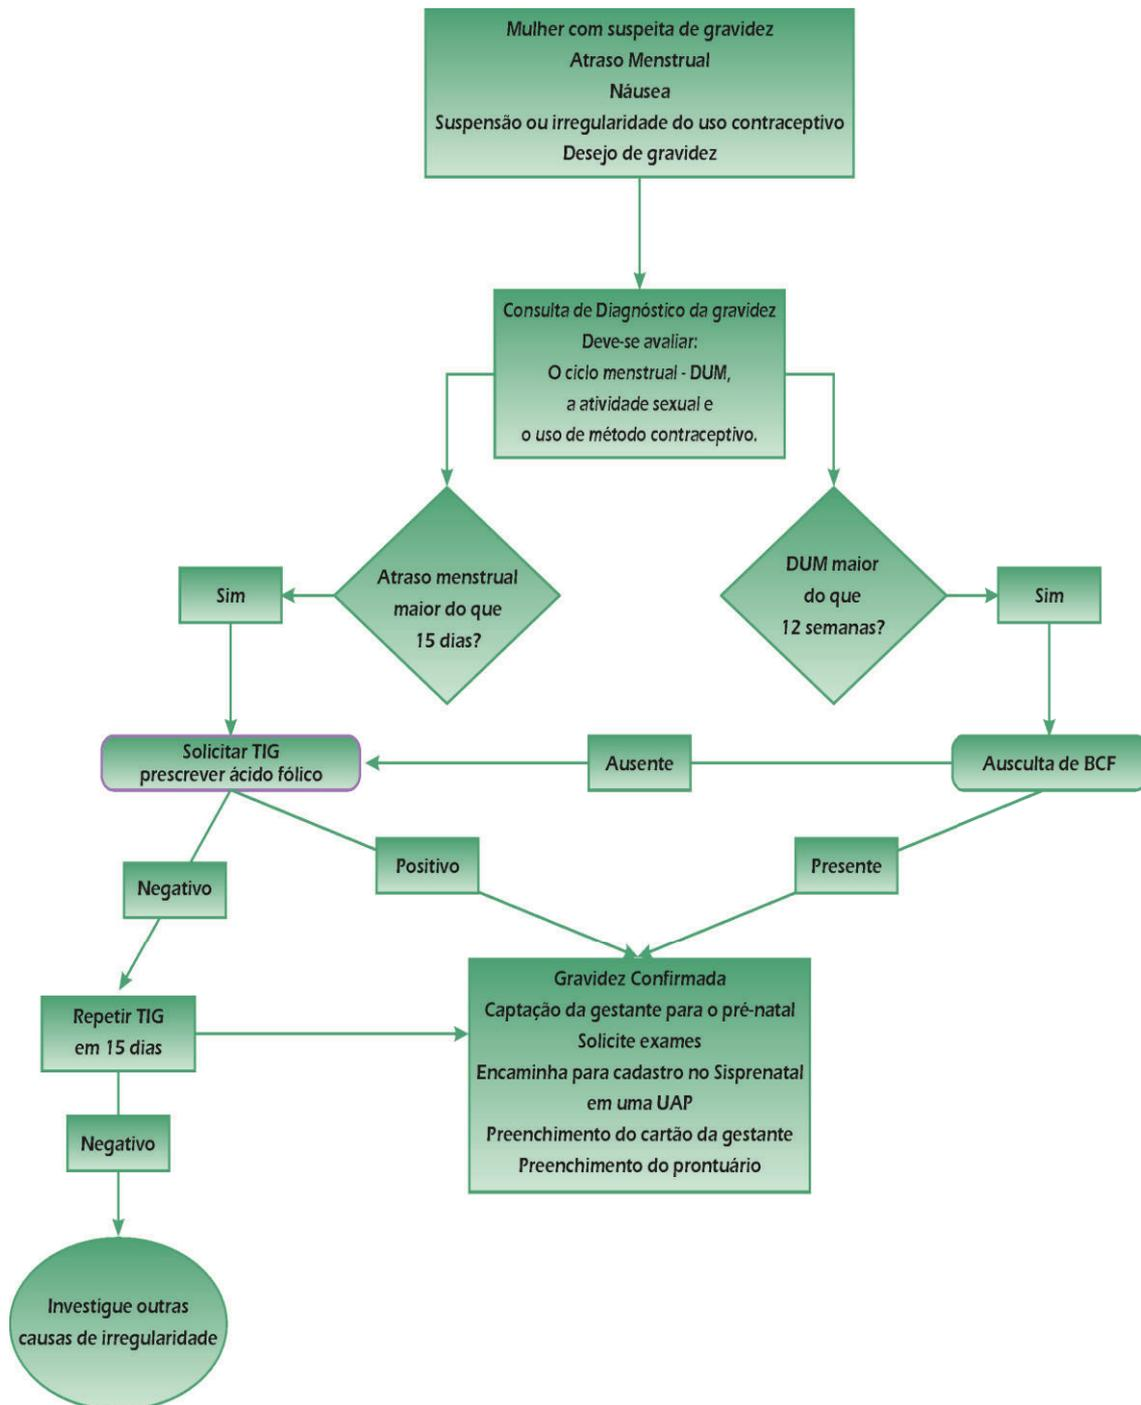 Mulher com suspeita de gravidez
Atraso Menstrual
Náusea
Suspensão ou irregularidade do uso contraceptivo
Desejo de gravidez
Consulta de Diagnóstico da gravidez
Deve-se avaliar:
O ciclo menstrual - DUM,
a atividade sexual e
o uso de método contraceptivo.
Sim
Atraso menstrual
maior do que
15 dias?
DUM maior
do que
12 semanas?
Sim
Solicitar TIG
prescrever ácido fólico
Ausente
Ausculta de BCF
Negativo
Positivo
Presente
Repetir TIG
em 15 dias
Gravidez Confirmada
Captação da gestante para o pré-natal
Solicite exames
Encaminha para cadastro no Sisprenatal
em uma UAP
Preenchimento do cartão da gestante
Preenchimento do prontuário
Negativo
Investigue outras
causas de irregularidade